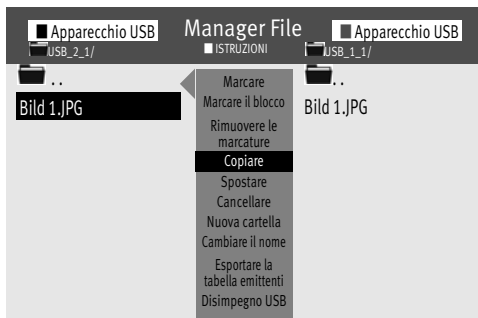 Apparecchio USB
USB_2_1/
Manager File
ISTRUZIONI
Apparecchio USB
USB_1_1/
..
Bild 1.JPG
Marcare
Marcare il blocco
Rimuovere le
marcature
Copiare
Spostare
Cancellare
Nuova cartella
Cambiare il nome
Esportare la
tabella emittenti
Disimpegno USB
..
Bild 1.JPG